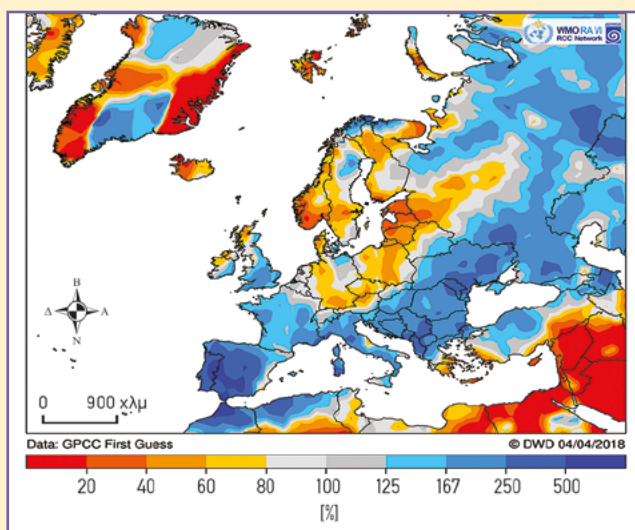 WMO RA VI
RCC Network
Β
Δ
Α
Ν
0 900 χλμ
Data: GPCC First Guess
© DWD 04/04/2018
20 40 60 80 100 125 167 250 500
[%]